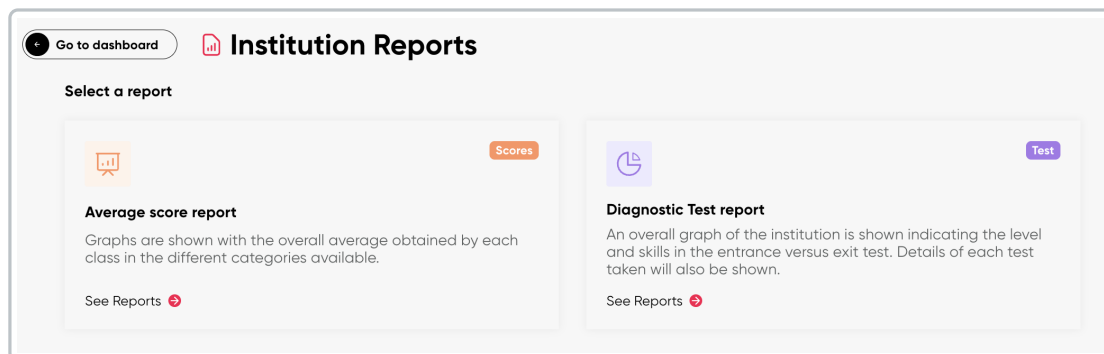 Go to dashboard
Institution Reports
Select a report
Scores
Average score report
Graphs are shown with the overall average obtained by each
class in the different categories available.
See Reports
Test
Diagnostic Test report
An overall graph of the institution is shown indicating the level
and skills in the entrance versus exit test. Details of each test
taken will also be shown.
See Reports